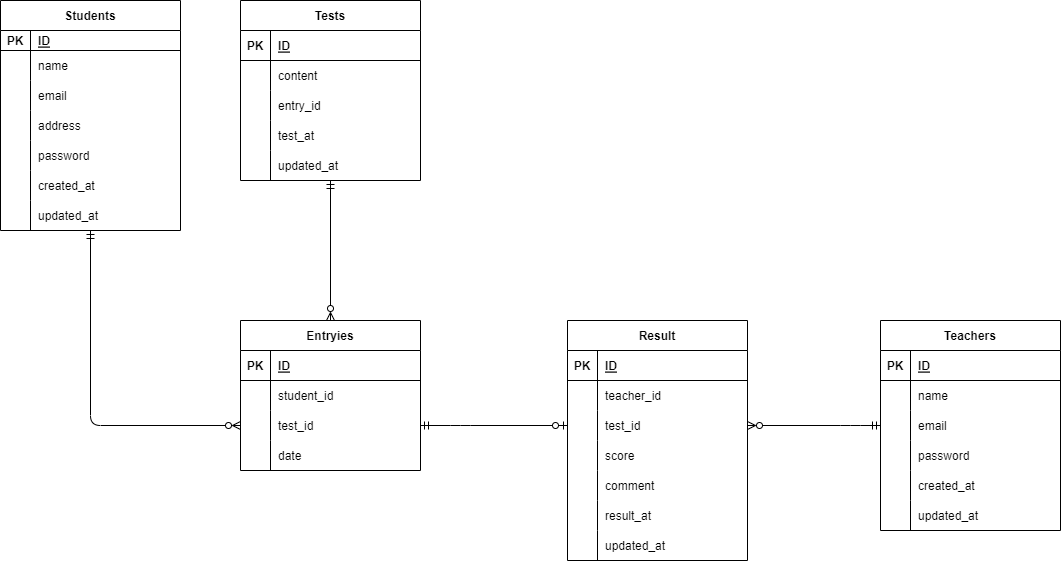 Students
PK ID
name
email
address
password
created_at
updated_at
Tests
PK ID
content
entry_id
test_at
updated_at
Entryies
PK ID
student_id
test_id
date
Result
PK ID
teacher_id
test_id
score
comment
result_at
updated_at
Teachers
PK ID
name
email
password
created_at
updated_at